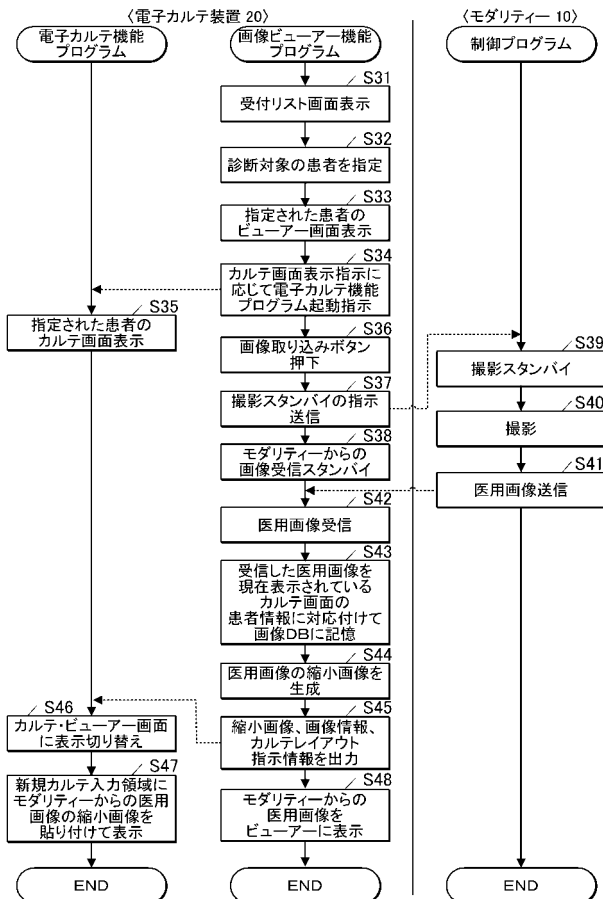 〈電子カルテ装置 20〉
〈モダリティー 10〉
電子カルテ機能
プログラム
画像ビューアー機能
プログラム
制御プログラム
S31
受付リスト画面表示
S32
診断対象の患者を指定
S33
指定された患者の
ビューアー画面表示
S34
カルテ画面表示指示に
応じて電子カルテ機能
プログラム起動指示
S35
指定された患者の
カルテ画面表示
S36
画像取り込みボタン
押下
S37
撮影スタンバイの指示
送信
S38
モダリティーからの
画像受信スタンバイ
S39
撮影スタンバイ
S40
撮影
S41
医用画像送信
S42
医用画像受信
S43
受信した医用画像を
現在表示されている
カルテ画面の
患者情報に対応付けて
画像DBに記憶
S44
医用画像の縮小画像を
生成
S45
縮小画像、画像情報、
カルテレイアウト
指示情報を出力
S46
カルテ・ビューアー画面
に表示切り替え
S47
新規カルテ入力領域に
モダリティーからの医用
画像の縮小画像を
貼り付けて表示
S48
モダリティーからの
医用画像を
ビューアーに表示
END
END
END